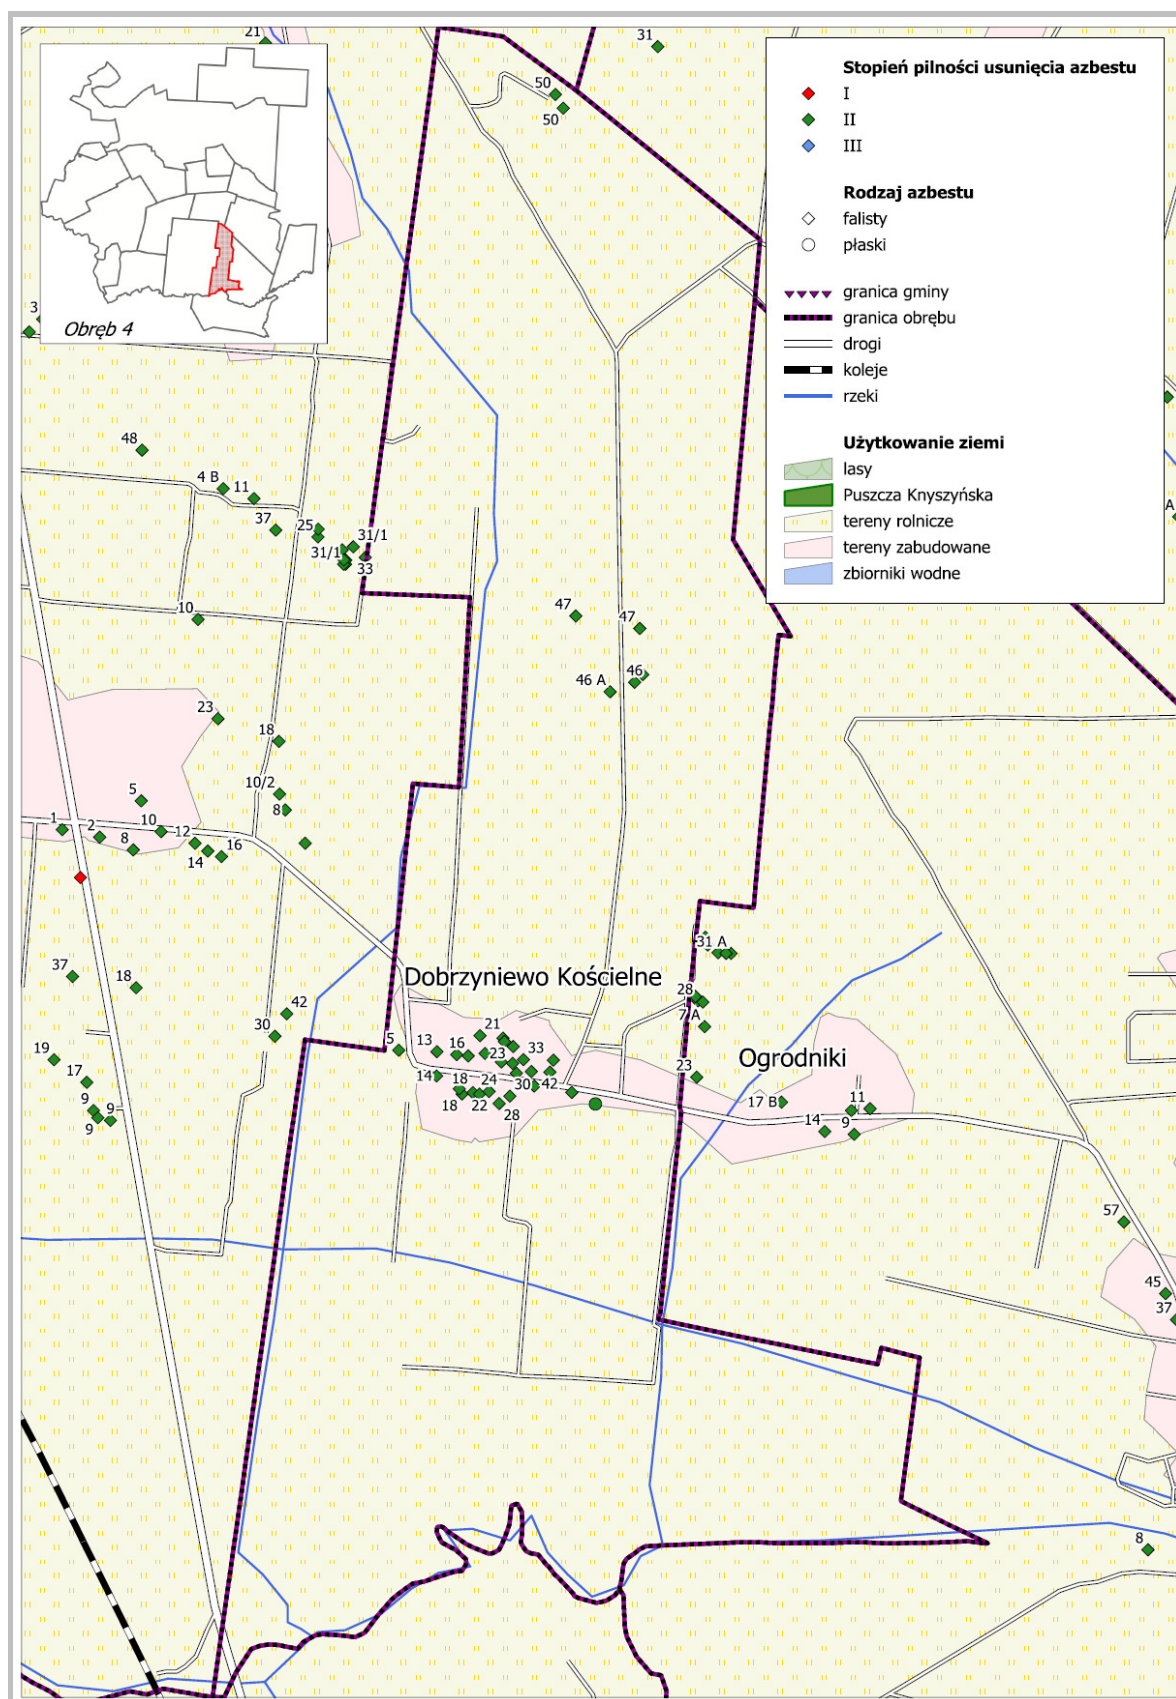 21
31
50
50
Stopień pilności usunięcia azbestu
I
II
III
Rodzaj azbestu
falisty
płaski
granica gminy
granica obrębu
drogi
koleje
rzeki
Użytkowanie ziemi
lasy
Puszcza Knyszyńska
tereny rolnicze
tereny zabudowane
zbiorniki wodne
3
Obręb 4
48
4 B
11
37
25
31/1
31/1
33
A
10
47
47
46 A
46
23
18
10/2
8
5
1
2
8
10
12
14
16
31 A
37
18
Dobrzyniewo Kościelne
28
7 A
42
30
5
13
16
21
23
33
Ogrodniki
19
17
9
9
9
14
18
18
24
22
30
42
28
23
17 B
11
14
9
57
45
37
8